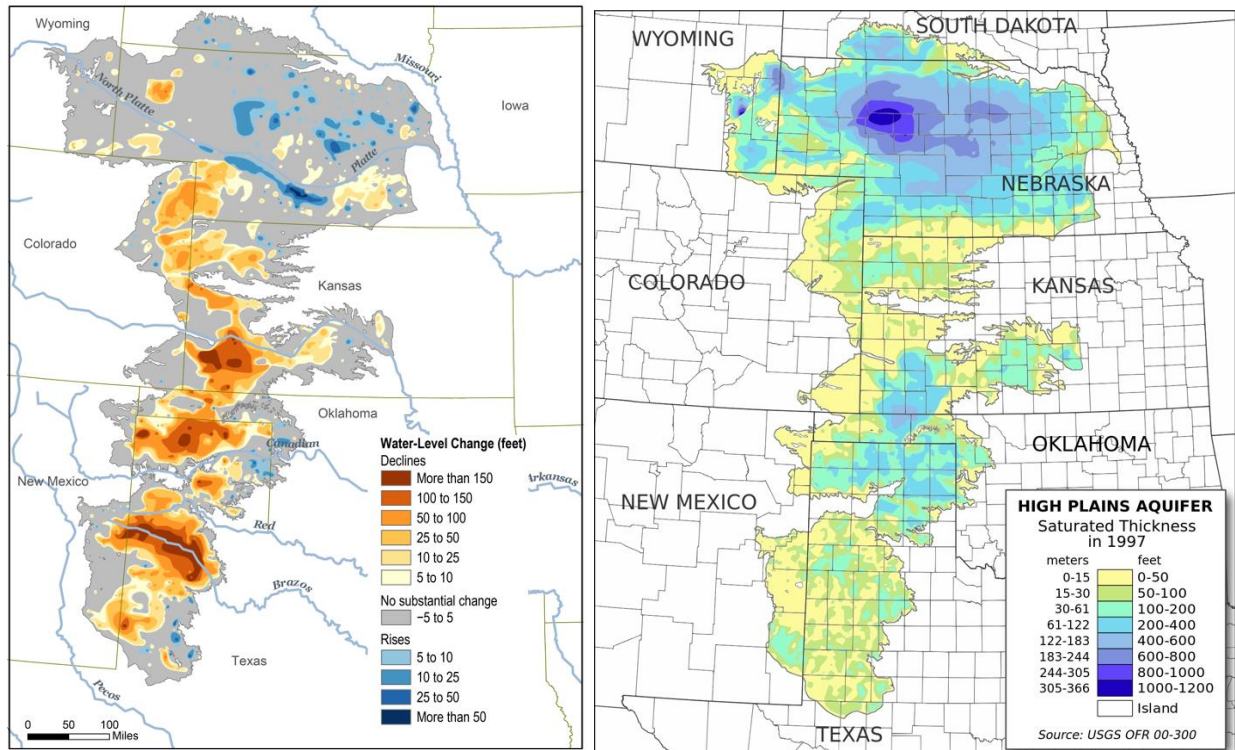 Wyoming
North Platte
Missouri
Iowa
Platte
Colorado
Kansas
Oklahoma
Canadian
New Mexico
Arkansas
Red
Brazos
Texas
Pecos
0 50 100
Miles
Water-Level Change (feet)
Declines
More than 150
100 to 150
50 to 100
25 to 50
10 to 25
5 to 10
No substantial change
−5 to 5
Rises
5 to 10
10 to 25
25 to 50
More than 50
SOUTH DAKOTA
WYOMING
NEBRASKA
COLORADO
KANSAS
OKLAHOMA
NEW MEXICO
TEXAS
HIGH PLAINS AQUIFER
Saturated Thickness
in 1997
meters feet
0-15 0-50
15-30 50-100
30-61 100-200
61-122 200-400
122-183 400-600
183-244 600-800
244-305 800-1000
305-366 1000-1200
Island
Source: USGS OFR 00-300